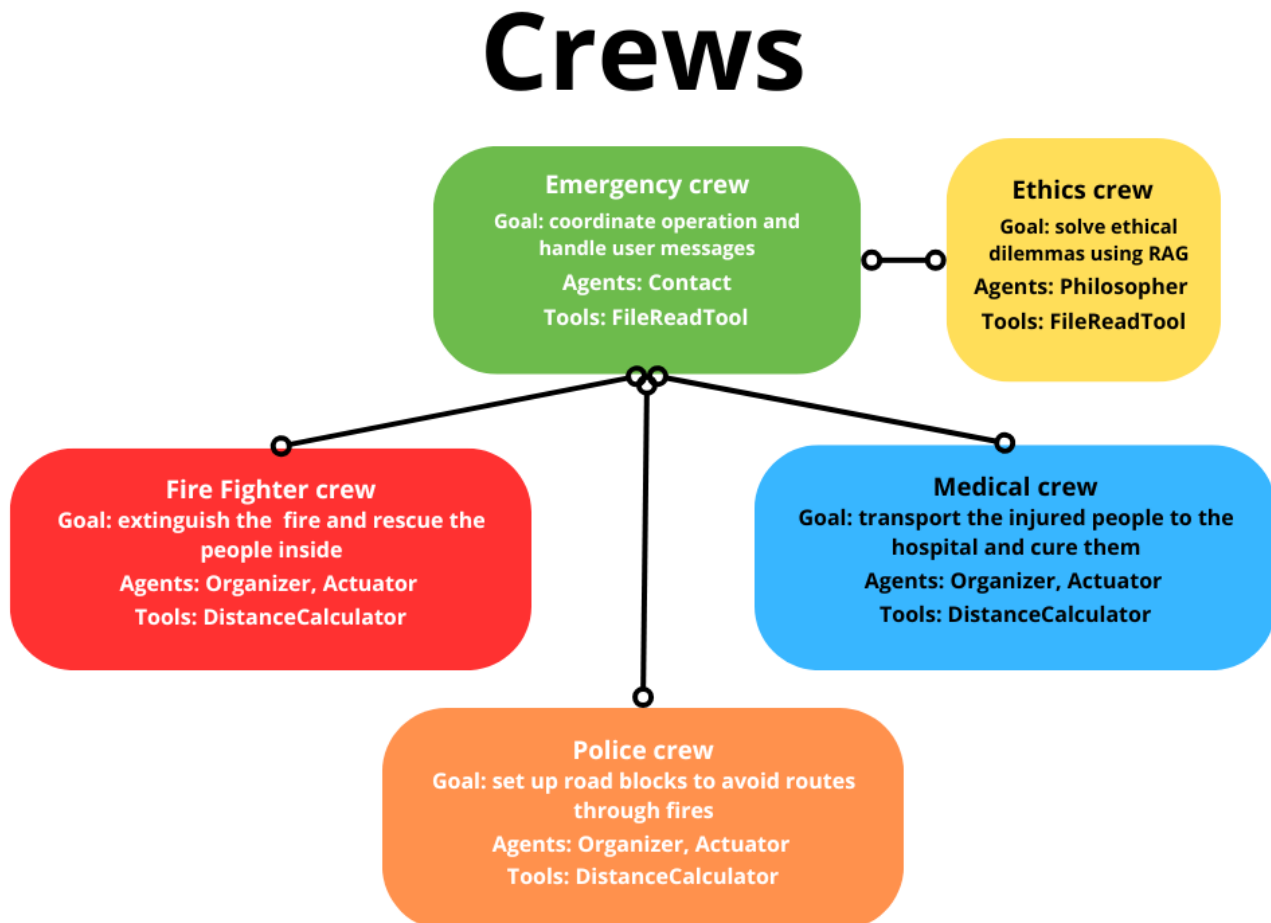 Crews
Emergency crew
Goal: coordinate operation and
handle user messages
Agents: Contact
Tools: FileReadTool
Ethics crew
Goal: solve ethical
dilemmas using RAG
Agents: Philosopher
Tools: FileReadTool
Fire Fighter crew
Goal: extinguish the fire and rescue the
people inside
Agents: Organizer, Actuator
Tools: DistanceCalculator
Medical crew
Goal: transport the injured people to the
hospital and cure them
Agents: Organizer, Actuator
Tools: DistanceCalculator
Police crew
Goal: set up road blocks to avoid routes
through fires
Agents: Organizer, Actuator
Tools: DistanceCalculator